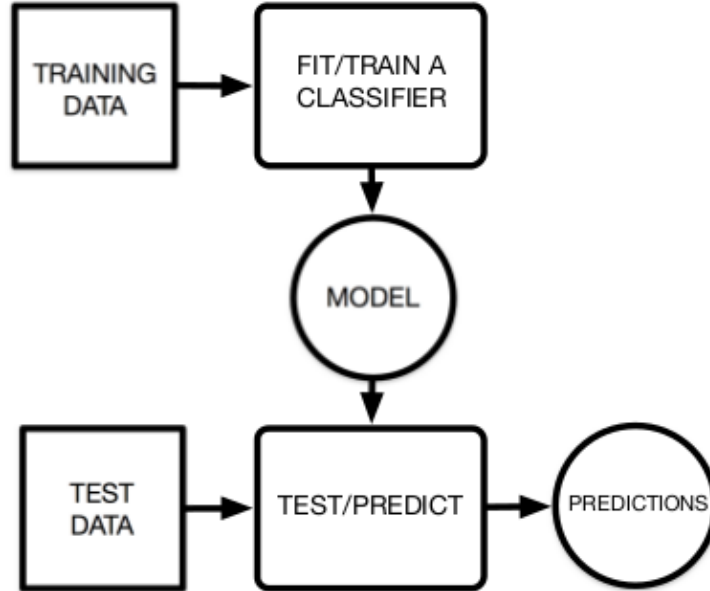 TRAINING
DATA
FIT/TRAIN A
CLASSIFIER
MODEL
TEST
DATA
TEST/PREDICT
PREDICTIONS